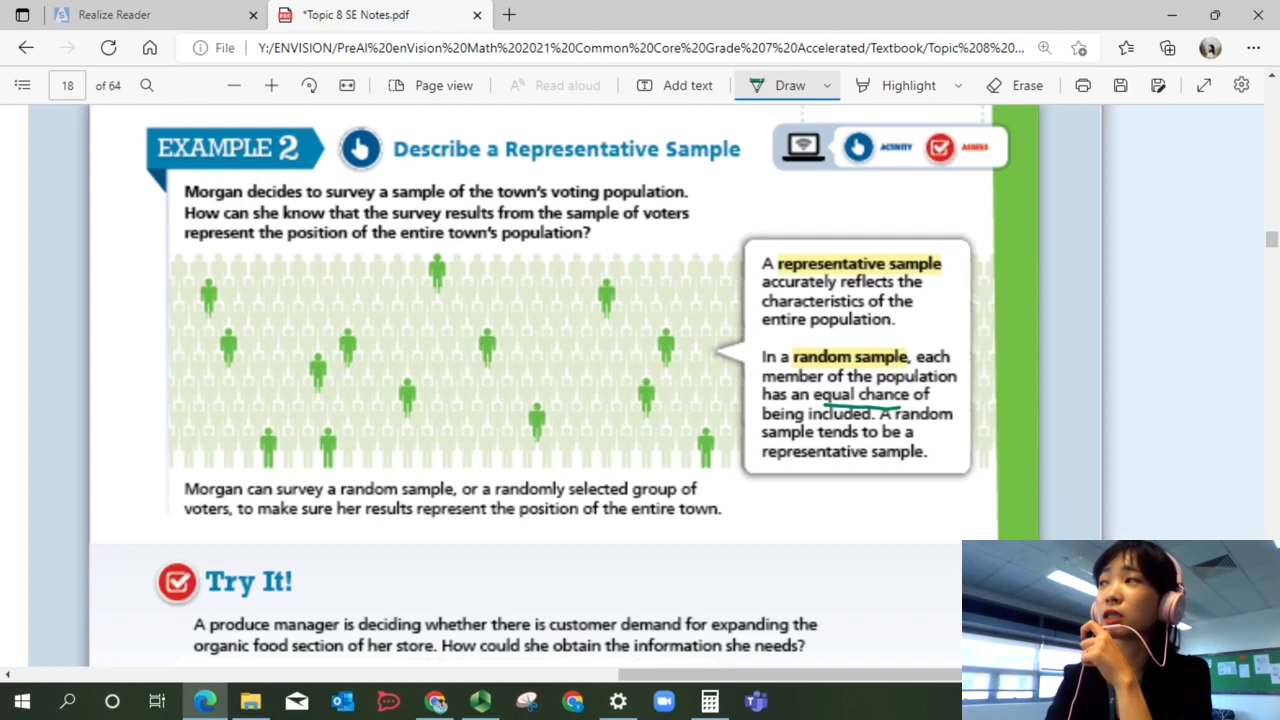 Realize Reader
*Topic 8 SE Notes.pdf
File
Y:/ENVISION/PreAI%20enVision%20Math%202021%20Common%20Core%20Grade%207%20Accelerated/Textbook/Topic%208%20...
18 of 64
Page view
Read aloud
Add text
Draw
Highlight
Erase
EXAMPLE 2
Describe a Representative Sample
ACTIVITY
ASSESS
Morgan decides to survey a sample of the town's voting population.
How can she know that the survey results from the sample of voters
represent the position of the entire town's population?
A representative sample
accurately reflects the
characteristics of the
entire population.
In a random sample, each
member of the population
has an equal chance of
being included. A random
sample tends to be a
representative sample.
Morgan can survey a random sample, or a randomly selected group of
voters, to make sure her results represent the position of the entire town.
Try It!
A produce manager is deciding whether there is customer demand for expanding the
organic food section of her store. How could she obtain the information she needs?